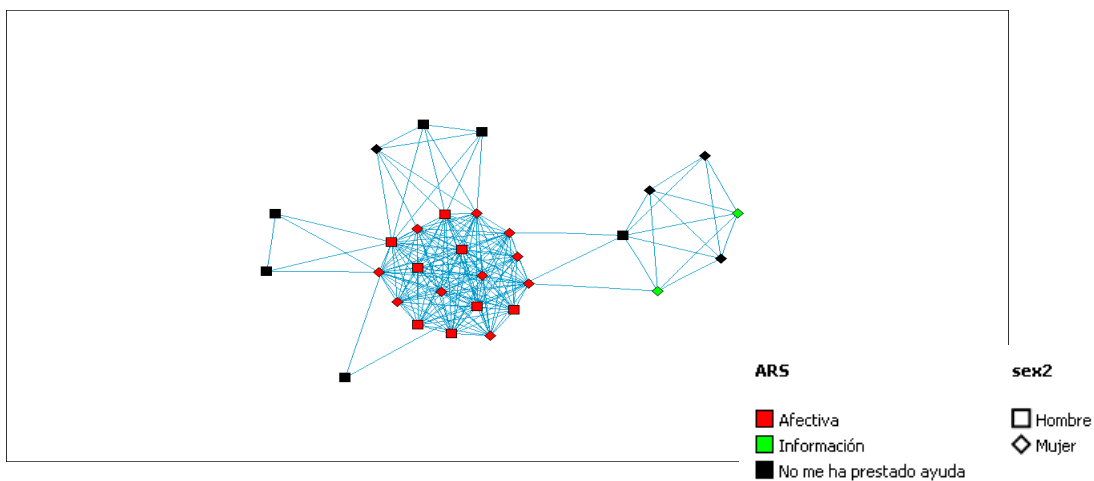 ARS
Afectiva
Información
No me ha prestado ayuda
sex2
Hombre
Mujer